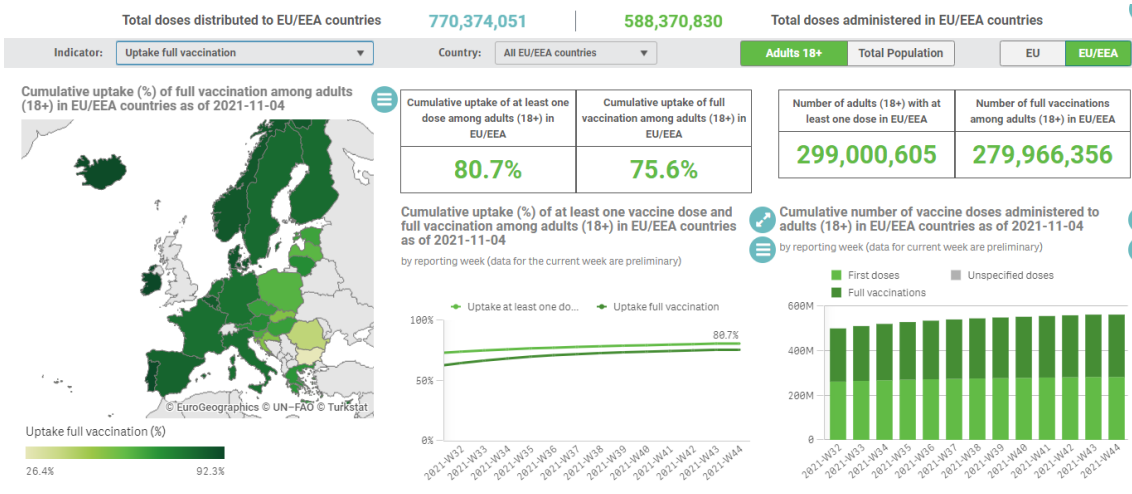 Total doses distributed to EU/EEA countries
770,374,051
588,370,830
Total doses administered in EU/EEA countries
Indicator:
Uptake full vaccination
Country:
All EU/EEA countries
Adults 18+
Total Population
EU
EU/EEA
Cumulative uptake (%) of full vaccination among adults
(18+) in EU/EEA countries as of 2021-11-04
© EuroGeographics © UN-FAO © Turkstat
Uptake full vaccination (%)
26.4%
92.3%
Cumulative uptake of at least one
dose among adults (18+) in
EU/EEA
80.7%
Cumulative uptake of full
vaccination among adults (18+) in
EU/EEA
75.6%
Number of adults (18+) with at
least one dose in EU/EEA
299,000,605
Number of full vaccinations
among adults (18+) in EU/EEA
279,966,356
Cumulative uptake (%) of at least one vaccine dose and
full vaccination among adults (18+) in EU/EEA countries
as of 2021-11-04
by reporting week (data for the current week are preliminary)
Uptake at least one do...
Uptake full vaccination
100%
50%
0%
80.7%
2021-W32
2021-W33
2021-W34
2021-W35
2021-W36
2021-W37
2021-W38
2021-W39
2021-W40
2021-W41
2021-W42
2021-W43
2021-W44
Cumulative number of vaccine doses administered to
adults (18+) in EU/EEA countries as of 2021-11-04
by reporting week (data for current week are preliminary)
First doses
Unspecified doses
Full vaccinations
600M
400M
200M
0
2021-W32
2021-W33
2021-W34
2021-W35
2021-W36
2021-W37
2021-W38
2021-W39
2021-W40
2021-W41
2021-W42
2021-W43
2021-W44